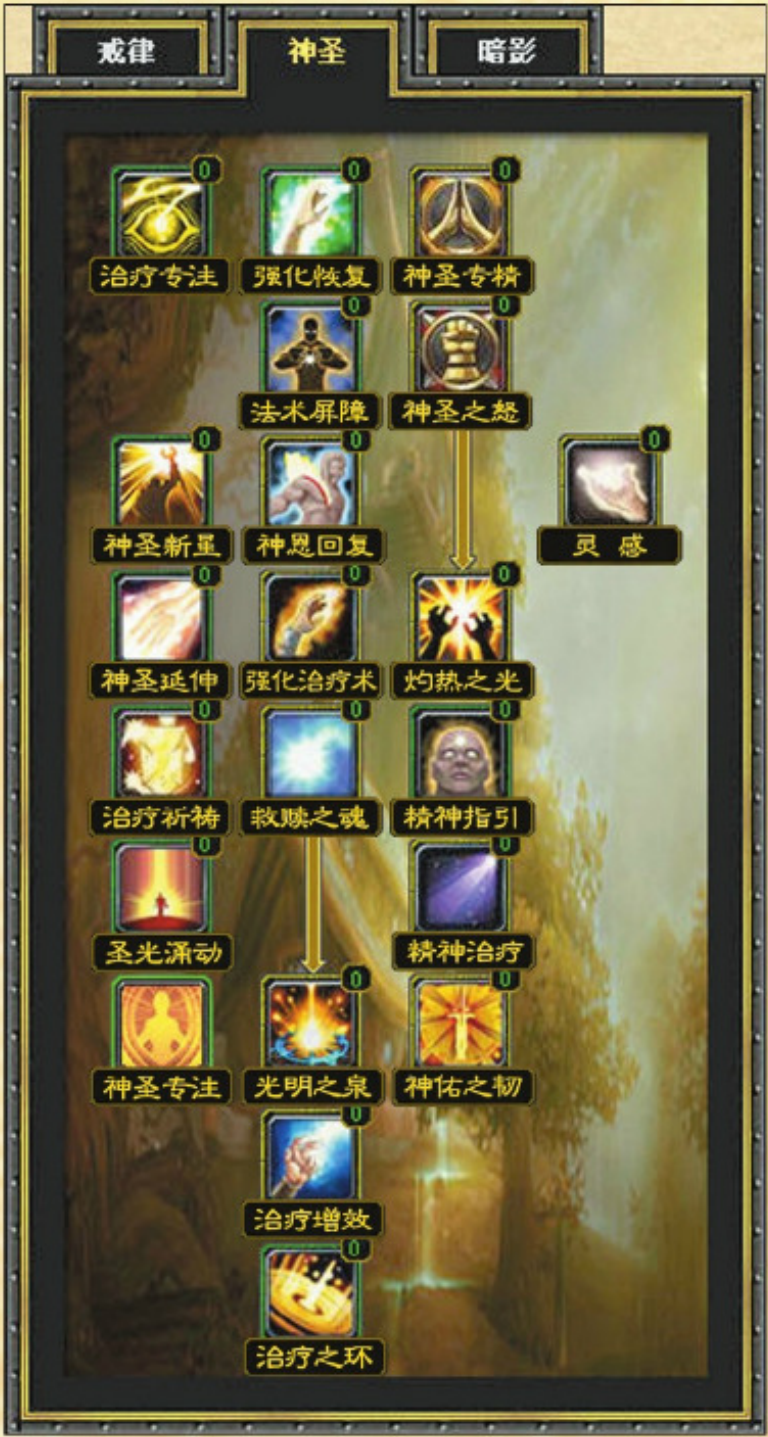 戒律 神圣 暗影
0 0 0
治疗专注 强化恢复 神圣专精
0 0
法术屏障 神圣之怒
0 0 0
神圣新星 神恩回复 灵感
0 0 0
神圣延伸 强化治疗术 灼热之光
0 0 0
治疗祈祷 救赎之魂 精神指引
0 0
圣光涌动 精神治疗
0 0
神圣专注 光明之泉 神佑之韧
0
治疗增效
0
治疗之环